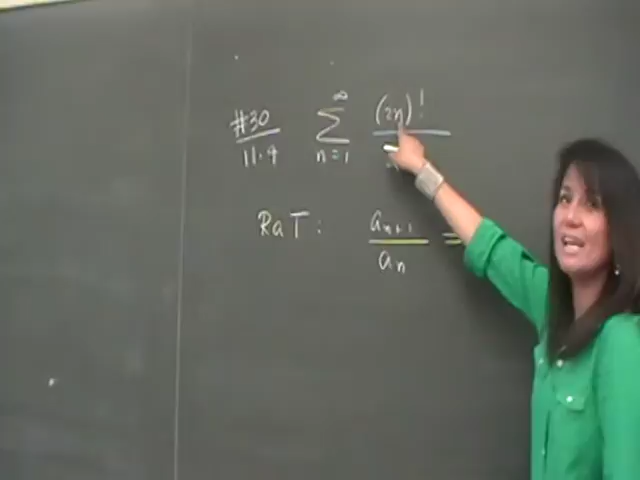 #30
11.4
∞
Σ
n=1
(2n)!
RaT:
a_{n+1}
a_n
=